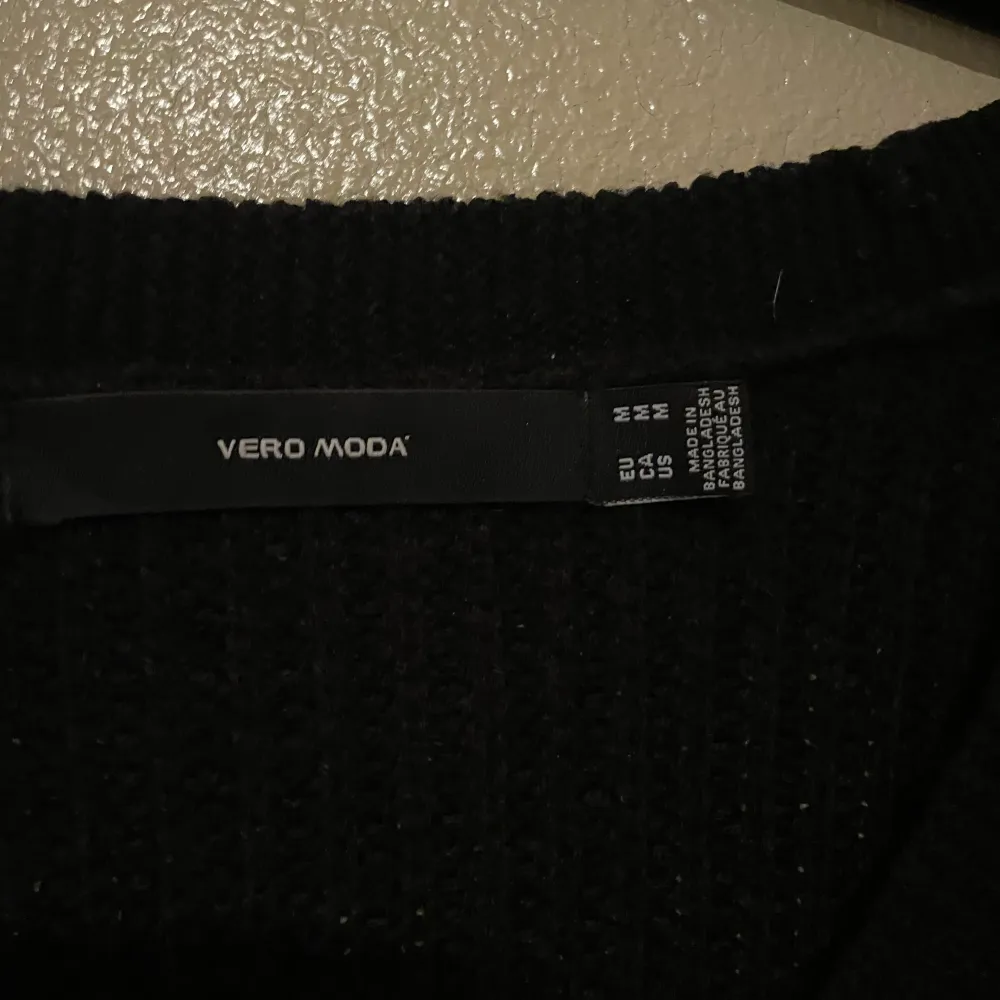 VERO MODA
EU M
CA M
US M
MADE IN
BANGLADESH
FABRIQUÉ AU
BANGLADESH